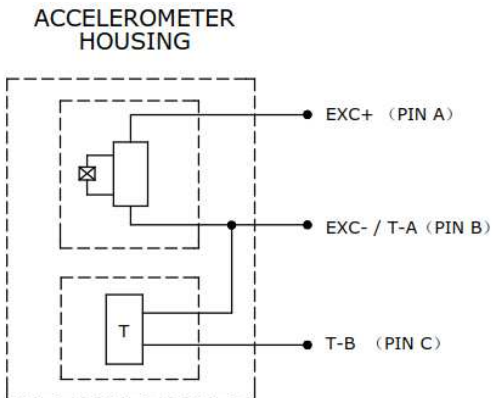 ACCELEROMETER
HOUSING
EXC+ （PIN A）
EXC- / T-A（PIN B）
T
T-B （PIN C）